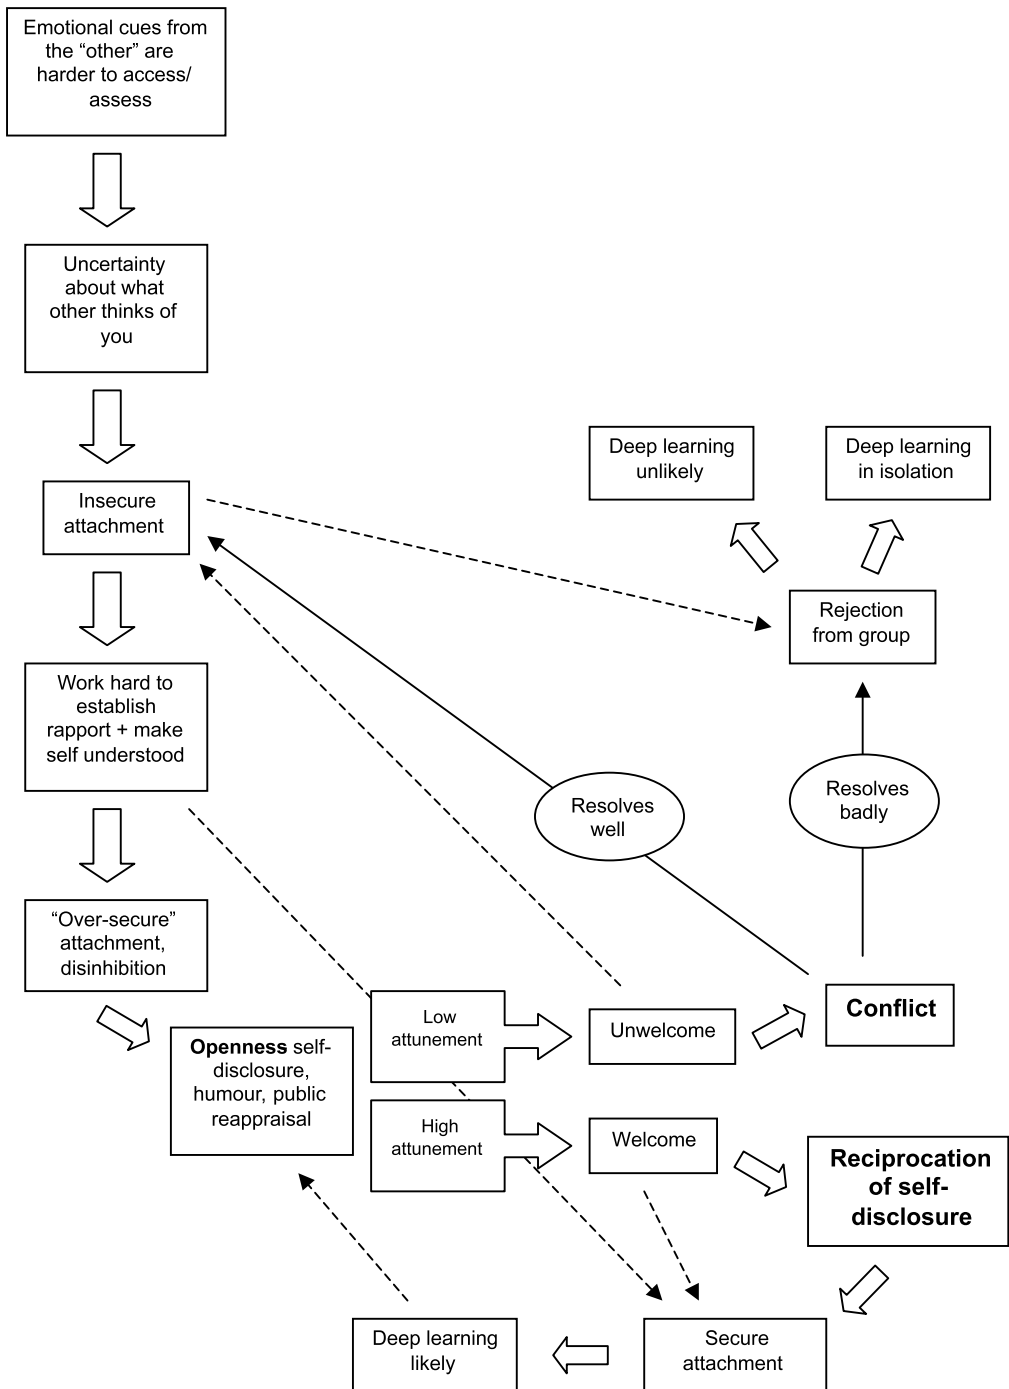 Emotional cues from
the “other” are
harder to access/
assess
Uncertainty
about what
other thinks of
you
Insecure
attachment
Deep learning
unlikely
Deep learning
in isolation
Rejection
from group
Work hard to
establish
rapport + make
self understood
Resolves
well
Resolves
badly
“Over-secure”
attachment,
disinhibition
Openness self-
disclosure,
humour, public
reappraisal
Low
attunement
Unwelcome
Conflict
High
attunement
Welcome
Reciprocation
of self-
disclosure
Secure
attachment
Deep learning
likely